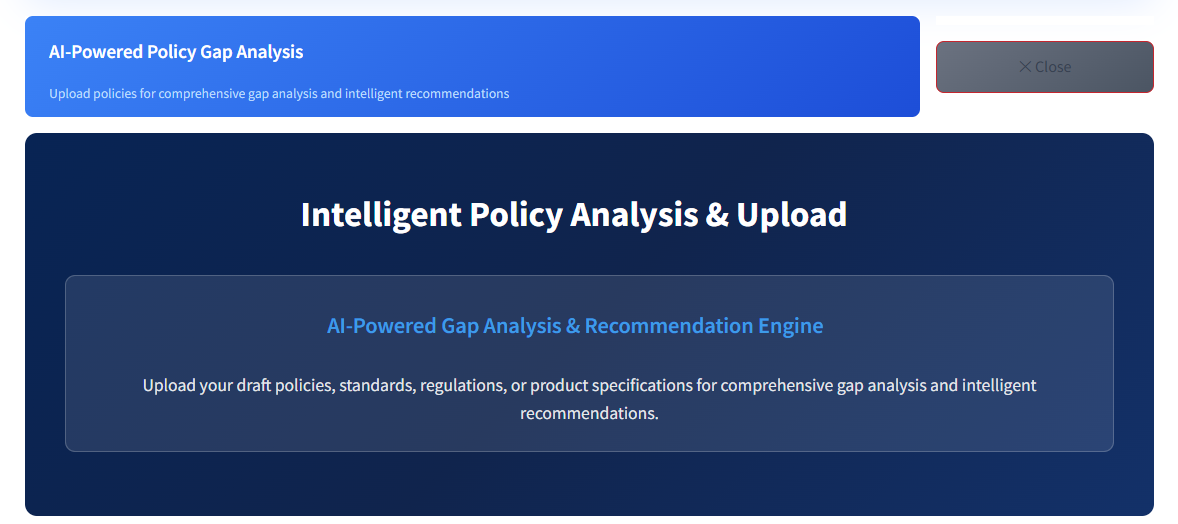 AI-Powered Policy Gap Analysis
Upload policies for comprehensive gap analysis and intelligent recommendations
✕ Close
Intelligent Policy Analysis & Upload
AI-Powered Gap Analysis & Recommendation Engine
Upload your draft policies, standards, regulations, or product specifications for comprehensive gap analysis and intelligent
recommendations.